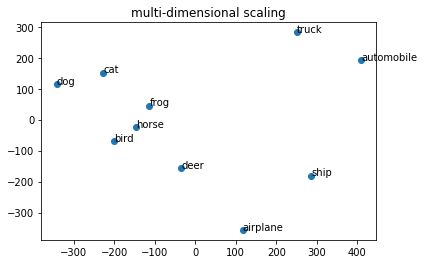 multi-dimensional scaling
300
200
100
0
−100
−200
−300
truck
automobile
cat
dog
frog
horse
bird
deer
ship
airplane
−300 −200 −100 0 100 200 300 400